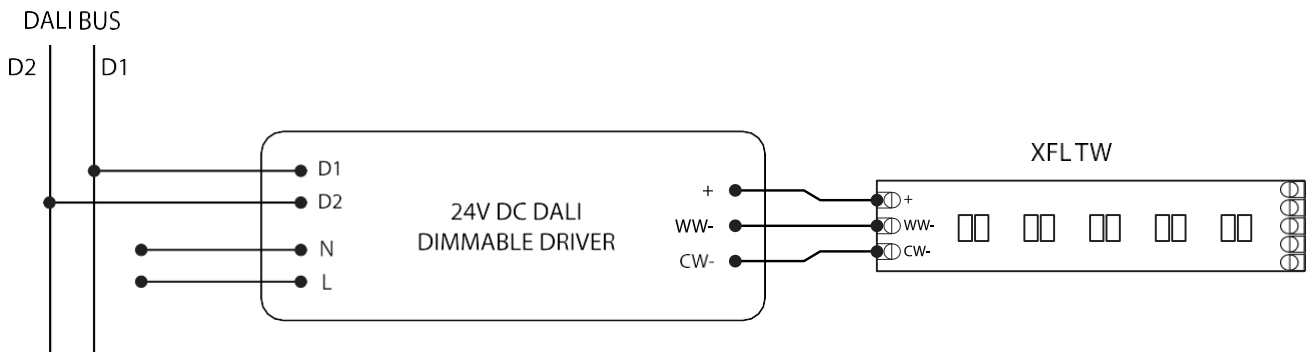 DALI BUS
D2
D1
D1
D2
N
L
24V DC DALI
DIMMABLE DRIVER
+
WW-
CW-
XFL TW
+
WW-
CW-